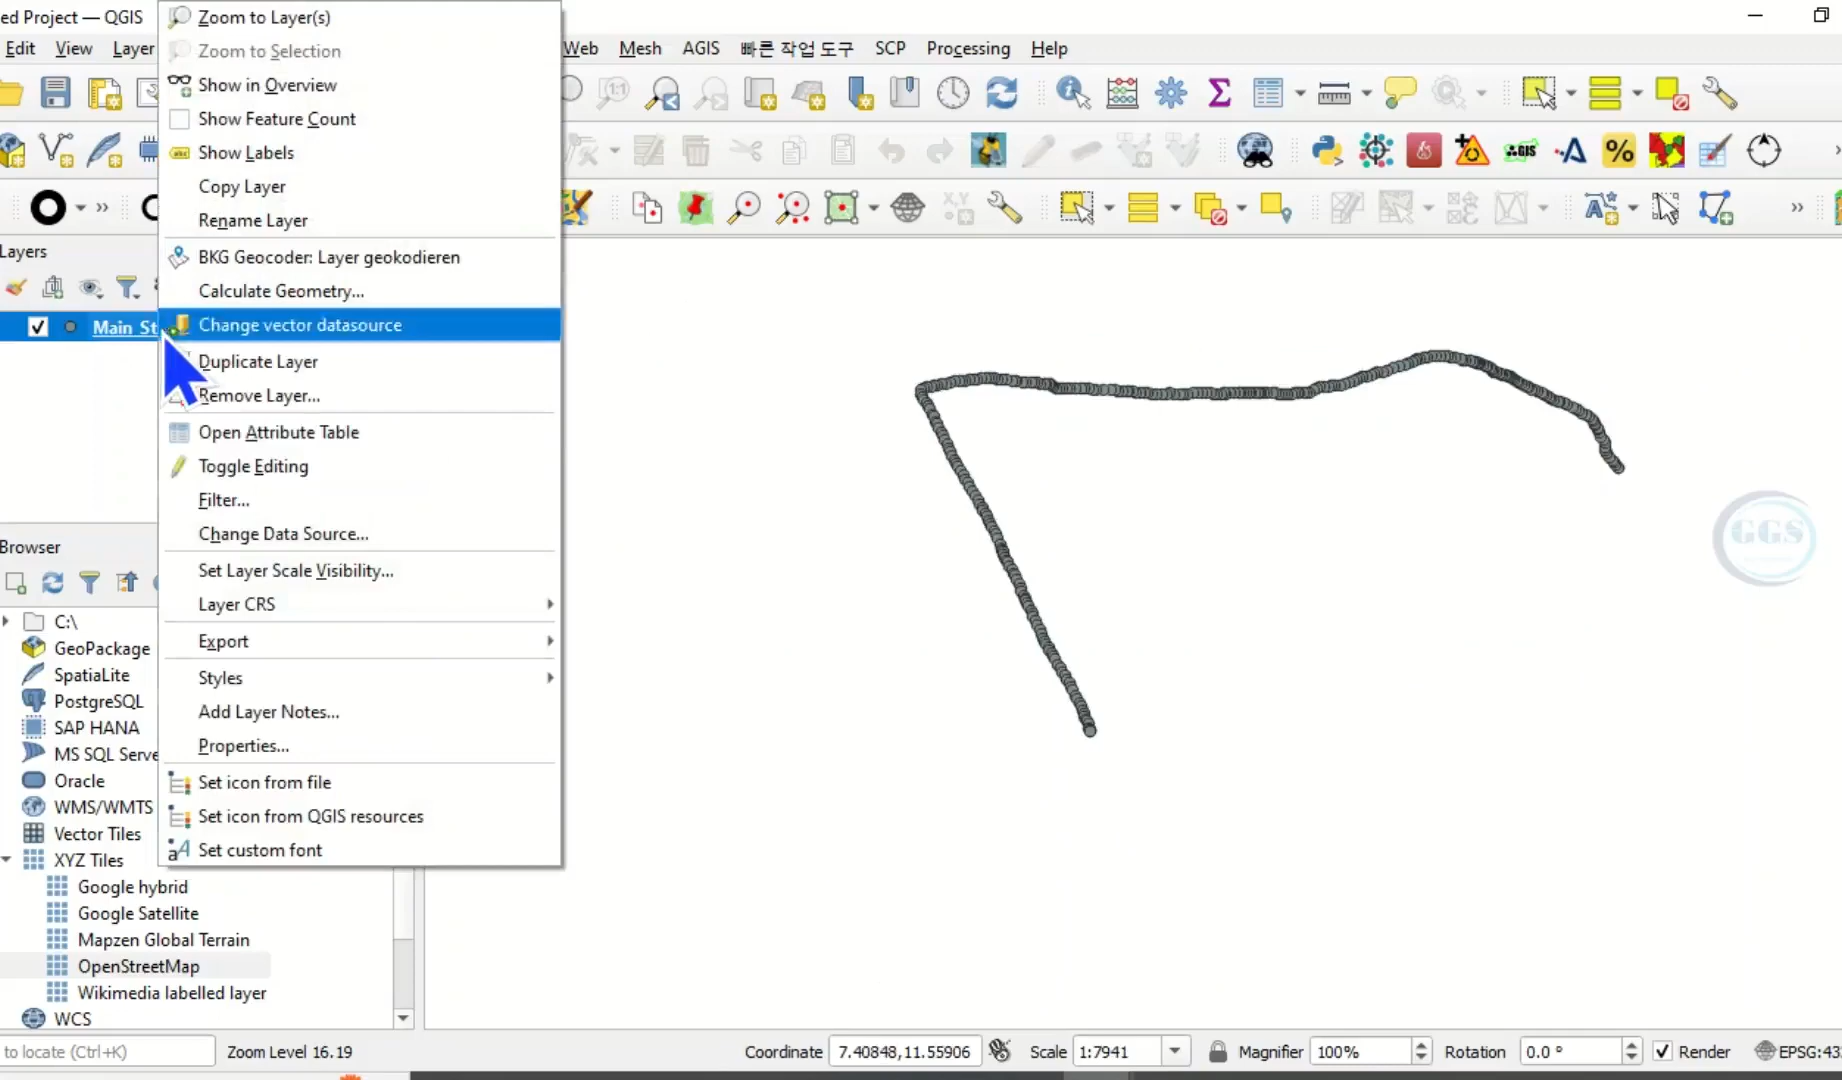 ed Project — QGIS
Edit View Layer Web Mesh AGIS 빠른 작업 도구 SCP Processing Help
Zoom to Layer(s)
Zoom to Selection
Show in Overview
Show Feature Count
Show Labels
Copy Layer
Rename Layer
BKG Geocoder: Layer geokodieren
Calculate Geometry...
Change vector datasource
Duplicate Layer
Remove Layer...
Open Attribute Table
Toggle Editing
Filter...
Change Data Source...
Set Layer Scale Visibility...
Layer CRS
Export
Styles
Add Layer Notes...
Properties...
Set icon from file
Set icon from QGIS resources
Set custom font
Layers
Main_St
Browser
C:\
GeoPackage
SpatiaLite
PostgreSQL
SAP HANA
MS SQL Serve
Oracle
WMS/WMTS
Vector Tiles
XYZ Tiles
Google hybrid
Google Satellite
Mapzen Global Terrain
OpenStreetMap
Wikimedia labelled layer
WCS
GGS
to locate (Ctrl+K) Zoom Level 16.19 Coordinate 7.40848,11.55906 Scale 1:7941 Magnifier 100% Rotation 0.0 ° Render EPSG:43